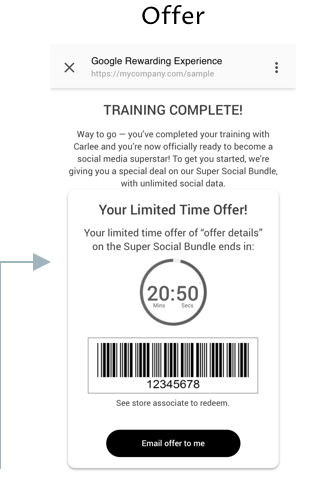 Offer
Google Rewarding Experience
https://mycompany.com/sample
TRAINING COMPLETE!
Way to go — you've completed your training with
Carlee and you're now officially ready to become a
social media superstar! To get you started, we're
giving you a special deal on our Super Social Bundle,
with unlimited social data.
Your Limited Time Offer!
Your limited time offer of “offer details”
on the Super Social Bundle ends in:
20:50
Mins Secs
12345678
See store associate to redeem.
Email offer to me